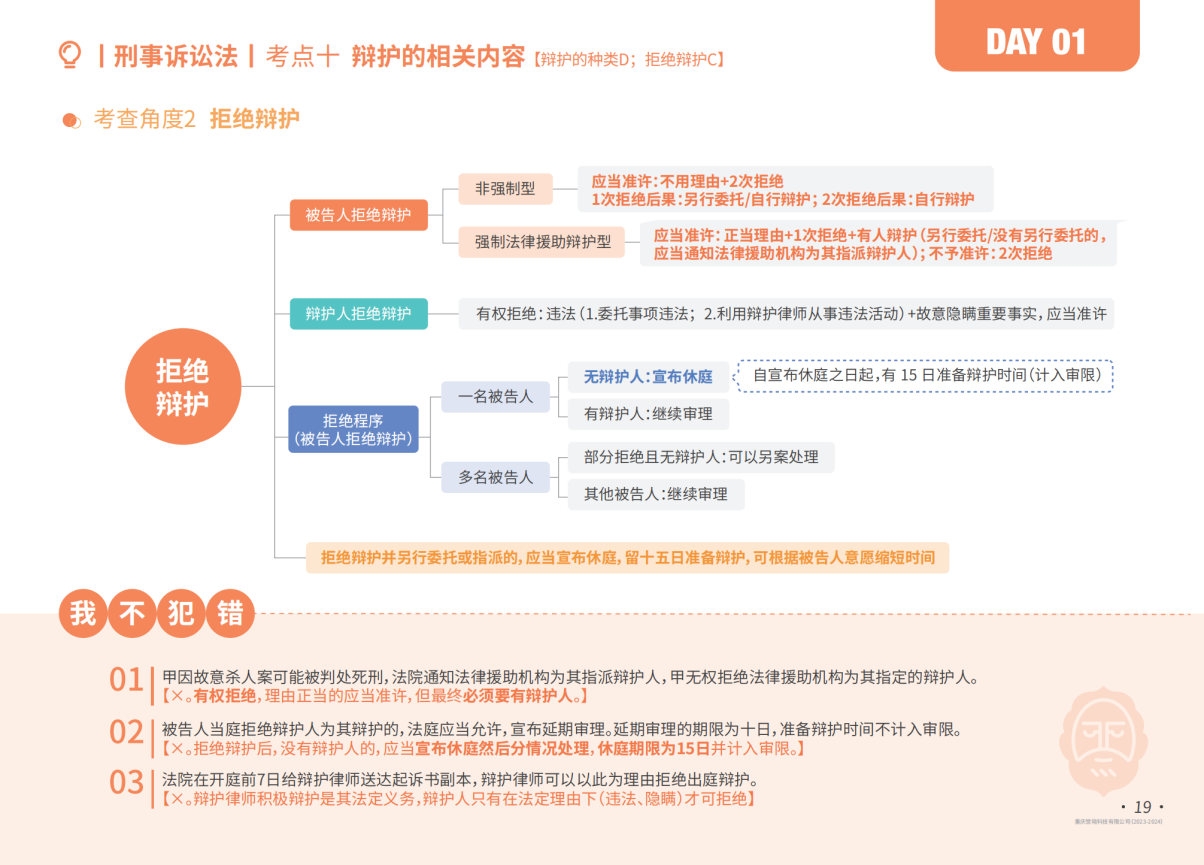 丨刑事诉讼法丨考点十 辩护的相关内容【辩护的种类D；拒绝辩护C】
DAY 01
考查角度2 拒绝辩护
非强制型
应当准许：不用理由+2次拒绝
1次拒绝后果：另行委托/自行辩护；2次拒绝后果：自行辩护
被告人拒绝辩护
强制法律援助辩护型
应当准许：正当理由+1次拒绝+有人辩护（另行委托/没有另行委托的，
应当通知法律援助机构为其指派辩护人）；不予准许：2次拒绝
辩护人拒绝辩护
有权拒绝：违法（1.委托事项违法；2.利用辩护律师从事违法活动）+故意隐瞒重要事实，应当准许
拒绝
辩护
拒绝程序
（被告人拒绝辩护）
一名被告人
无辩护人：宣布休庭
自宣布休庭之日起，有 15 日准备辩护时间（计入审限）
有辩护人：继续审理
多名被告人
部分拒绝且无辩护人：可以另案处理
其他被告人：继续审理
拒绝辩护并另行委托或指派的，应当宣布休庭，留十五日准备辩护，可根据被告人意愿缩短时间
我不犯错
01 甲因故意杀人案可能被判处死刑，法院通知法律援助机构为其指派辩护人，甲无权拒绝法律援助机构为其指定的辩护人。
【×。有权拒绝，理由正当的应当准许，但最终必须要有辩护人。】
02 被告人当庭拒绝辩护人为其辩护的，法庭应当允许，宣布延期审理。延期审理的期限为十日，准备辩护时间不计入审限。
【×。拒绝辩护后，没有辩护人的，应当宣布休庭然后分情况处理，休庭期限为15日并计入审限。】
03 法院在开庭前7日给辩护律师送达起诉书副本，辩护律师可以以此为理由拒绝出庭辩护。
【×。辩护律师积极辩护是其法定义务，辩护人只有在法定理由下（违法、隐瞒）才可拒绝】
· 19 ·